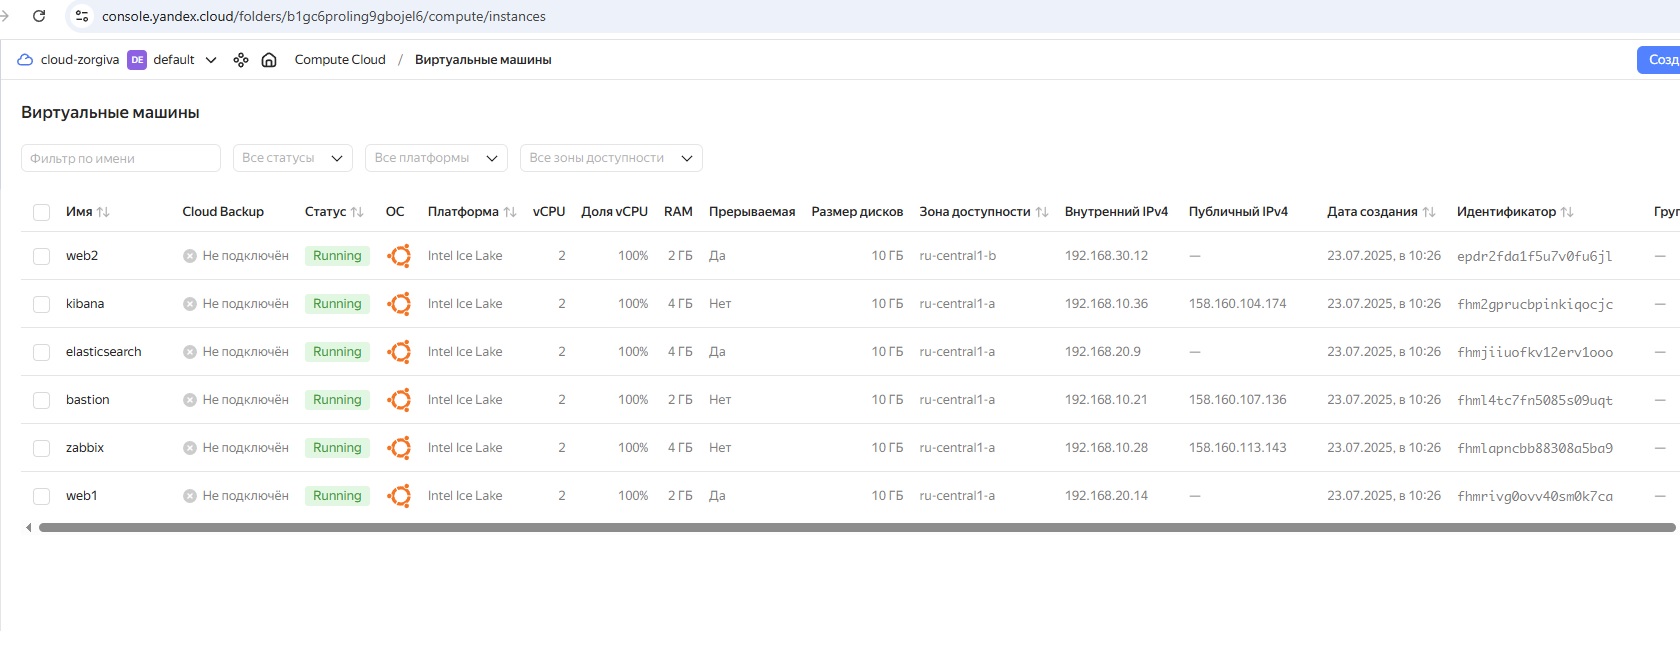 console.yandex.cloud/folders/b1gc6proling9gbojel6/compute/instances
cloud-zorgiva DE default Compute Cloud / Виртуальные машины Созд
Виртуальные машины
Фильтр по имени Все статусы Все платформы Все зоны доступности
Имя Cloud Backup Статус ОС Платформа vCPU Доля vCPU RAM Прерываемая Размер дисков Зона доступности Внутренний IPv4 Публичный IPv4 Дата создания Идентификатор Груп
web2 Не подключён Running Intel Ice Lake 2 100% 2 ГБ Да 10 ГБ ru-central1-b 192.168.30.12 — 23.07.2025, в 10:26 epdr2fda1f5u7v0fu6jl —
kibana Не подключён Running Intel Ice Lake 2 100% 4 ГБ Нет 10 ГБ ru-central1-a 192.168.10.36 158.160.104.174 23.07.2025, в 10:26 fhm2gprucbpinkiqocjc —
elasticsearch Не подключён Running Intel Ice Lake 2 100% 4 ГБ Да 10 ГБ ru-central1-a 192.168.20.9 — 23.07.2025, в 10:26 fhmjiiuofkv12erv1ooo —
bastion Не подключён Running Intel Ice Lake 2 100% 2 ГБ Нет 10 ГБ ru-central1-a 192.168.10.21 158.160.107.136 23.07.2025, в 10:26 fhml4tc7fn5085s09uqt —
zabbix Не подключён Running Intel Ice Lake 2 100% 4 ГБ Нет 10 ГБ ru-central1-a 192.168.10.28 158.160.113.143 23.07.2025, в 10:26 fhmlapncbb88308a5ba9 —
web1 Не подключён Running Intel Ice Lake 2 100% 2 ГБ Да 10 ГБ ru-central1-a 192.168.20.14 — 23.07.2025, в 10:26 fhmrivg0ovv40sm0k7ca —